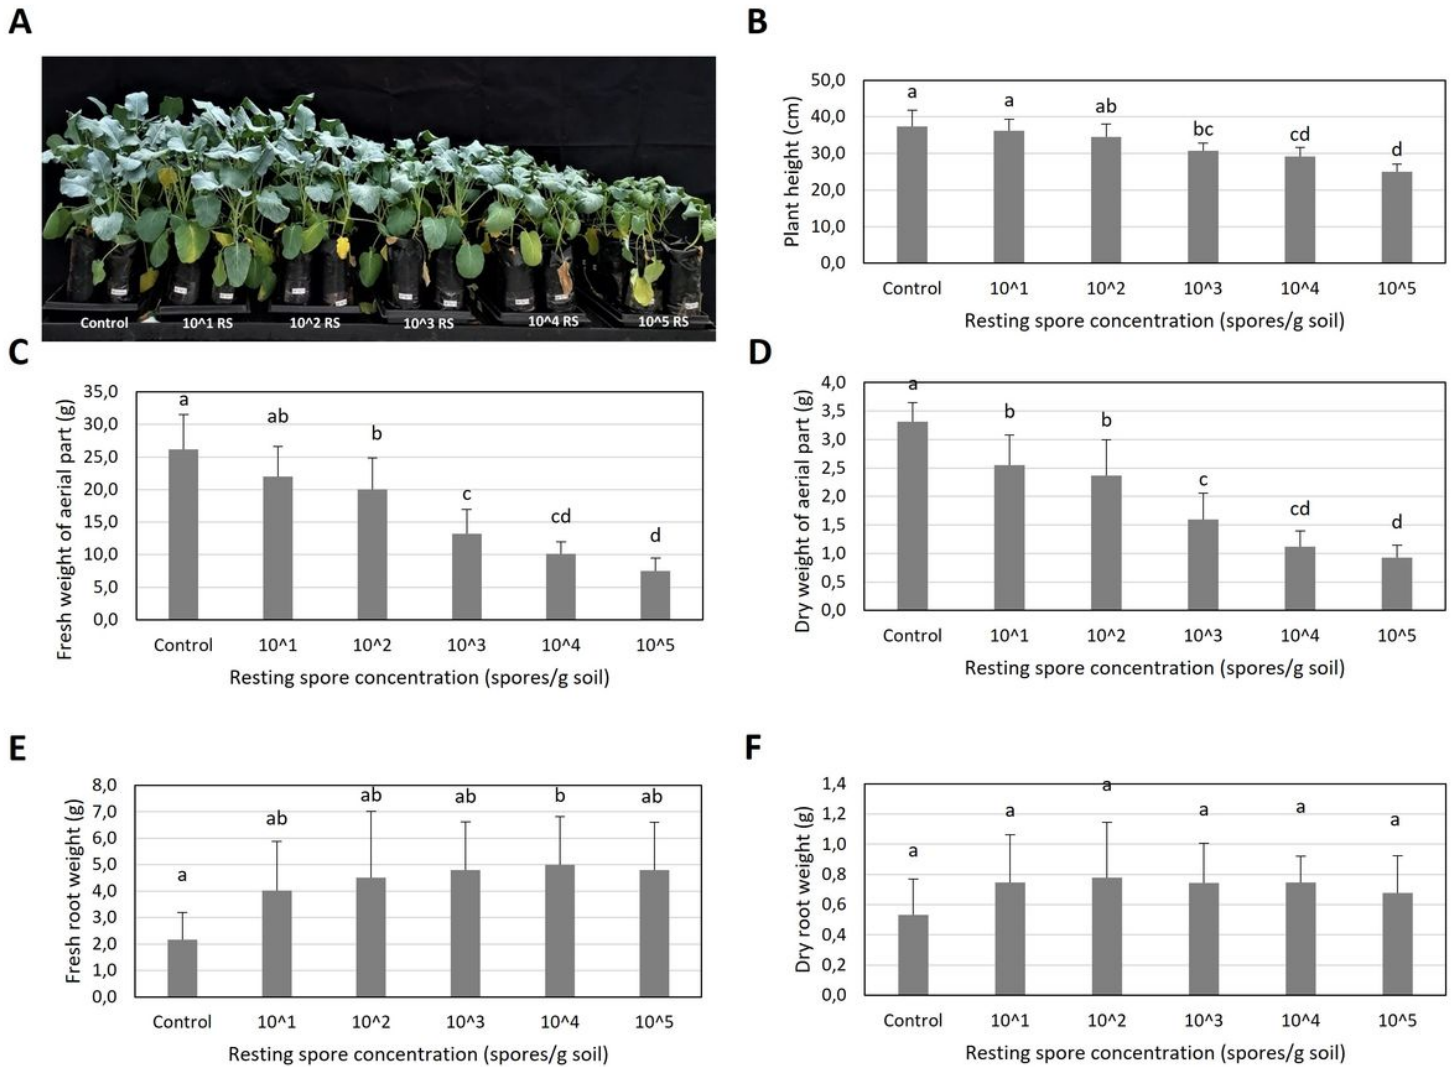 A
Control
10^1 RS
10^2 RS
10^3 RS
10^4 RS
10^5 RS
B
Plant height (cm)
50,0
40,0
30,0
20,0
10,0
0,0
a
a
ab
bc
cd
d
Control
10^1
10^2
10^3
10^4
10^5
Resting spore concentration (spores/g soil)
C
Fresh weight of aerial part (g)
35,0
30,0
25,0
20,0
15,0
10,0
5,0
0,0
a
ab
b
c
cd
d
Control
10^1
10^2
10^3
10^4
10^5
Resting spore concentration (spores/g soil)
D
Dry weight of aerial part (g)
4,0
3,5
3,0
2,5
2,0
1,5
1,0
0,5
0,0
a
b
b
c
cd
d
Control
10^1
10^2
10^3
10^4
10^5
Resting spore concentration (spores/g soil)
E
Fresh root weight (g)
8,0
7,0
6,0
5,0
4,0
3,0
2,0
1,0
0,0
a
ab
ab
ab
b
ab
Control
10^1
10^2
10^3
10^4
10^5
Resting spore concentration (spores/g soil)
F
Dry root weight (g)
1,4
1,2
1,0
0,8
0,6
0,4
0,2
0,0
a
a
a
a
a
a
Control
10^1
10^2
10^3
10^4
10^5
Resting spore concentration (spores/g soil)